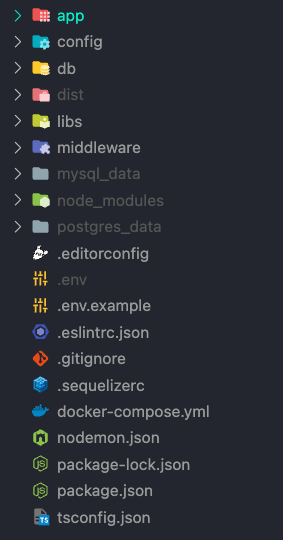 app
config
db
dist
libs
middleware
mysql_data
node_modules
postgres_data
.editorconfig
.env
.env.example
.eslintrc.json
.gitignore
.sequelizerc
docker-compose.yml
nodemon.json
package-lock.json
package.json
TS
tsconfig.json